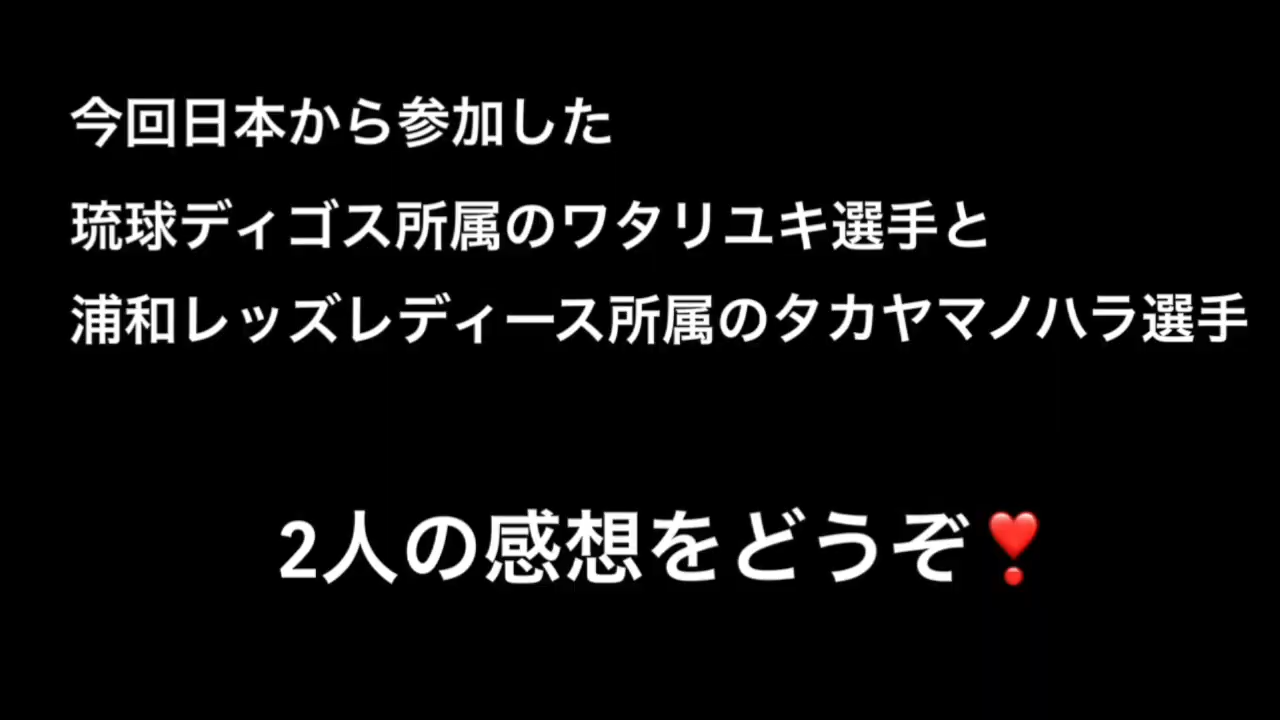 今回日本から参加した
琉球ディゴス所属のワタリユキ選手と
浦和レッズレディース所属のタカヤマノハラ選手
2人の感想をどうぞ❣️